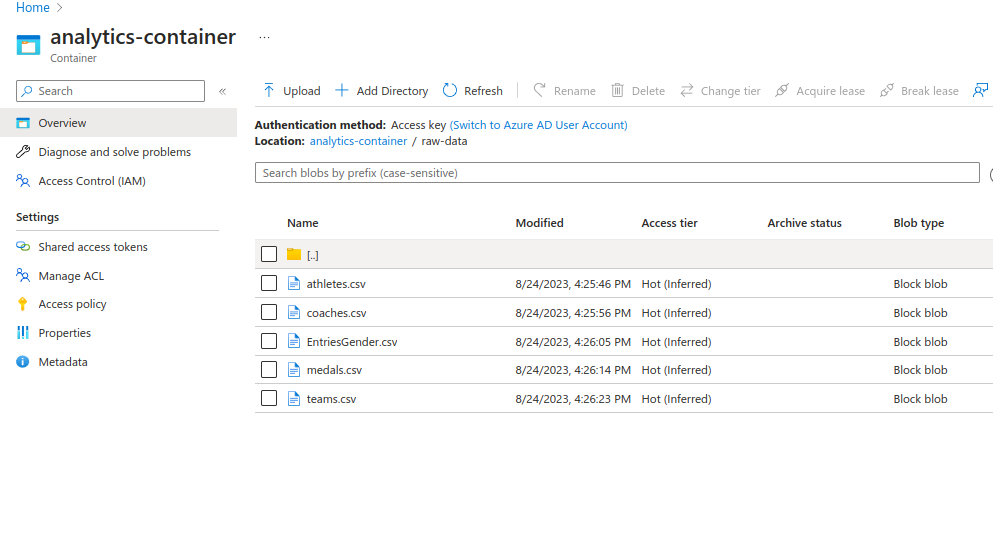 Home
analytics-container ...
Container
Search
Overview
Diagnose and solve problems
Access Control (IAM)
Settings
Shared access tokens
Manage ACL
Access policy
Properties
Metadata
Upload Add Directory Refresh Rename Delete Change tier Acquire lease Break lease
Authentication method: Access key (Switch to Azure AD User Account)
Location: analytics-container / raw-data
Search blobs by prefix (case-sensitive)
Name Modified Access tier Archive status Blob type
[..]
athletes.csv 8/24/2023, 4:25:46 PM Hot (Inferred) Block blob
coaches.csv 8/24/2023, 4:25:56 PM Hot (Inferred) Block blob
EntriesGender.csv 8/24/2023, 4:26:05 PM Hot (Inferred) Block blob
medals.csv 8/24/2023, 4:26:14 PM Hot (Inferred) Block blob
teams.csv 8/24/2023, 4:26:23 PM Hot (Inferred) Block blob